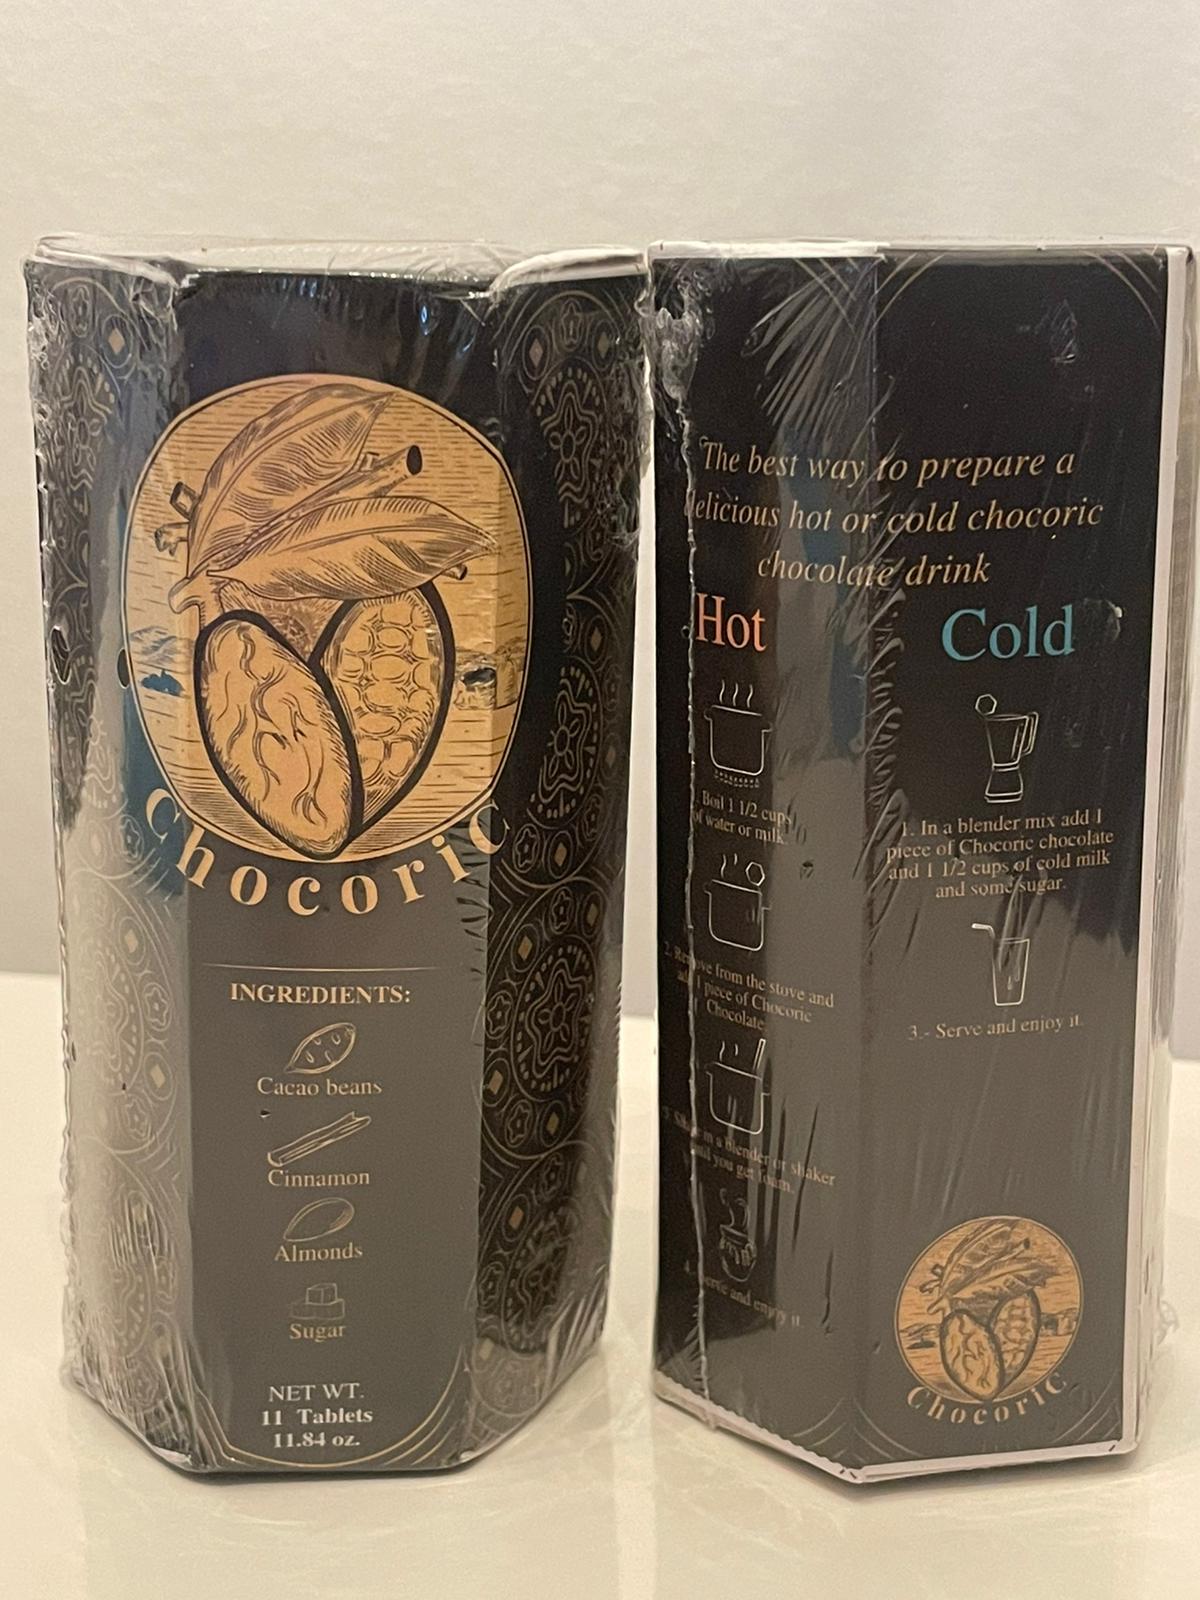 ChocoriC
INGREDIENTS:
Cacao beans
Cinnamon
Almonds
Sugar
NET WT.
11 Tablets
11.84 oz.
The best way to prepare a
delicious hot or cold chocoric
chocolate drink
Hot
Boil 1 1/2 cups
of water or milk.
2. Remove from the stove and
add 1 piece of Chocoric
Chocolate
in a blender or shaker
until you get foam.
4. Serve and enjoy it.
Cold
1. In a blender mix add 1
piece of Chocoric chocolate
and 1 1/2 cups of cold milk
and some sugar.
3.- Serve and enjoy it.
ChocoriC